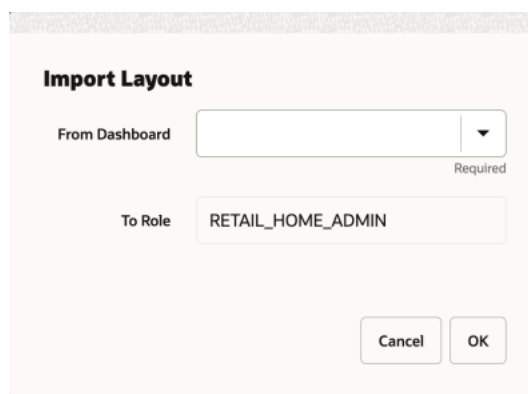 Import Layout
From Dashboard
Required
To Role RETAIL_HOME_ADMIN
Cancel OK